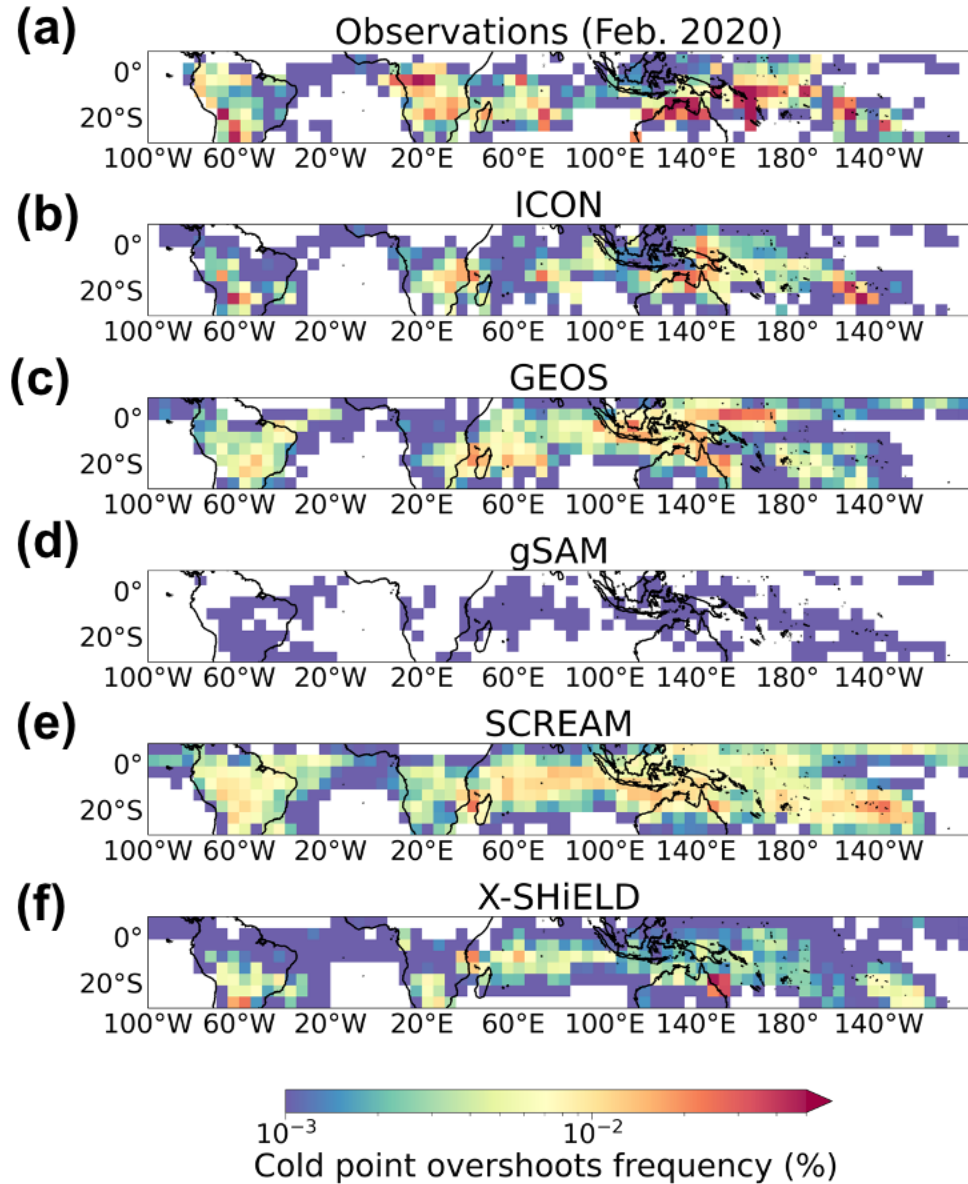 (a)
Observations (Feb. 2020)
0°
20°S
100°W 60°W 20°W 20°E 60°E 100°E 140°E 180° 140°W
(b)
ICON
0°
20°S
100°W 60°W 20°W 20°E 60°E 100°E 140°E 180° 140°W
(c)
GEOS
0°
20°S
100°W 60°W 20°W 20°E 60°E 100°E 140°E 180° 140°W
(d)
gSAM
0°
20°S
100°W 60°W 20°W 20°E 60°E 100°E 140°E 180° 140°W
(e)
SCREAM
0°
20°S
100°W 60°W 20°W 20°E 60°E 100°E 140°E 180° 140°W
(f)
X-SHiELD
0°
20°S
100°W 60°W 20°W 20°E 60°E 100°E 140°E 180° 140°W
10⁻³ 10⁻²
Cold point overshoots frequency (%)